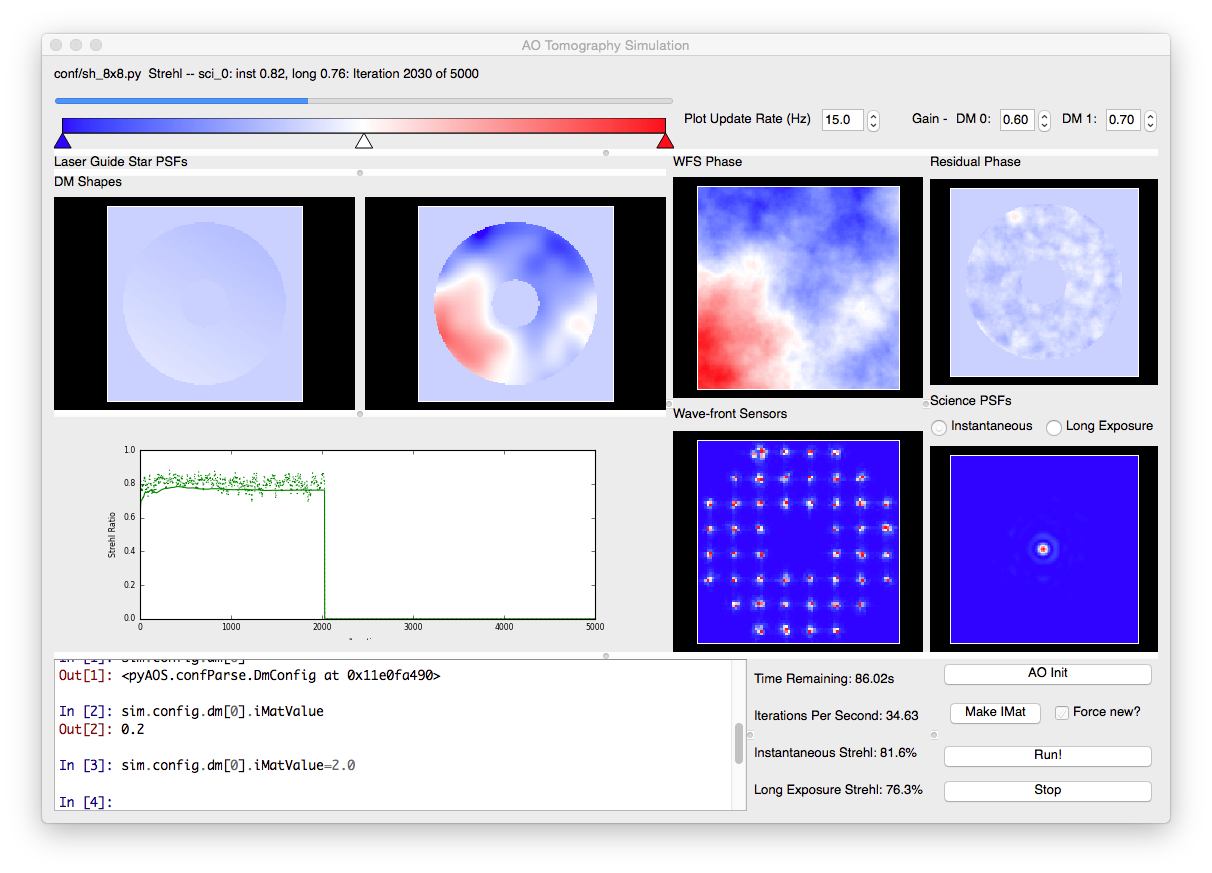 AO Tomography Simulation
conf/sh_8x8.py Strehl -- sci_0: inst 0.82, long 0.76: Iteration 2030 of 5000
Plot Update Rate (Hz) 15.0 Gain - DM 0: 0.60 DM 1: 0.70
Laser Guide Star PSFs
WFS Phase
Residual Phase
DM Shapes
Science PSFs
Wave-front Sensors
Instantaneous Long Exposure
Strehl Ratio
1.0
0.8
0.6
0.4
0.2
0.0
0 1000 2000 3000 4000 5000
In [1]: sim.config.dm[0]
Out[1]: <pyAOS.confParse.DmConfig at 0x11e0fa490>
In [2]: sim.config.dm[0].iMatValue
Out[2]: 0.2
In [3]: sim.config.dm[0].iMatValue=2.0
In [4]:
Time Remaining: 86.02s
Iterations Per Second: 34.63
Instantaneous Strehl: 81.6%
Long Exposure Strehl: 76.3%
AO Init
Make IMat Force new?
Run!
Stop